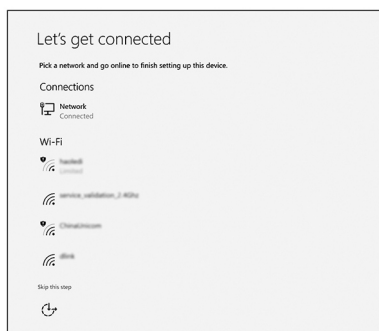 Let's get connected
Pick a network and go online to finish setting up this device.
Connections
Network
Connected
Wi-Fi
Limited
service_validation_2.4Ghz
ChinaUnicom
dlink
Skip this step